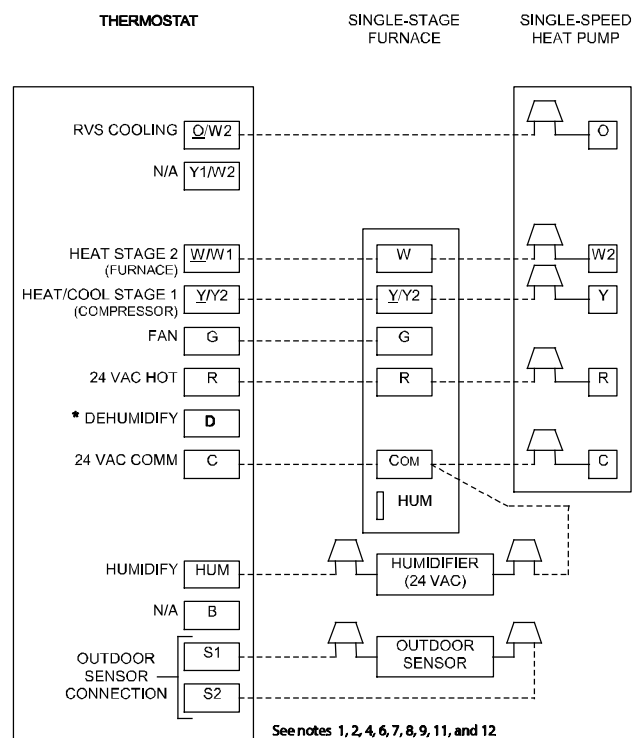 THERMOSTAT
SINGLE-STAGE
FURNACE
SINGLE-SPEED
HEAT PUMP
RVS COOLING
O/W2
O
N/A
Y1/W2
HEAT STAGE 2
(FURNACE)
W/W1
W
W2
HEAT/COOL STAGE 1
(COMPRESSOR)
Y/Y2
Y/Y2
Y
FAN
G
G
24 VAC HOT
R
R
R
* DEHUMIDIFY
D
24 VAC COMM
C
COM
C
HUM
HUMIDIFY
HUM
HUMIDIFIER
(24 VAC)
N/A
B
OUTDOOR
SENSOR
CONNECTION
S1
OUTDOOR
SENSOR
S2
See notes 1, 2, 4, 6, 7, 8, 9, 11, and 12